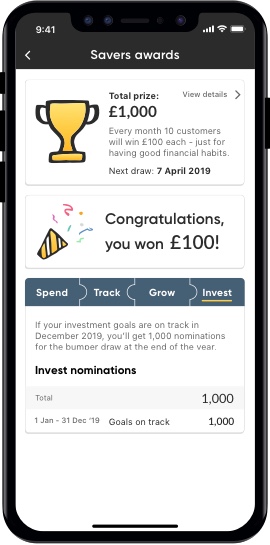 9:41
Savers awards
Total prize:
View details
£1,000
Every month 10 customers
will win £100 each - just for
having good financial habits.
Next draw: 7 April 2019
Congratulations,
you won £100!
Spend Track Grow Invest
If your investment goals are on track in
December 2019, you'll get 1,000 nominations
for the bumper draw at the end of the year.
Invest nominations
Total 1,000
1 Jan - 31 Dec '19 Goals on track 1,000